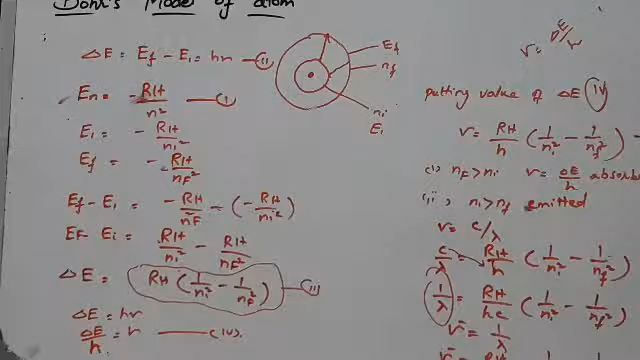 Bohr's Model of atom
ΔE = Ef − Ei = hν —(ii)
Ef
nf
ni
Ei
En = − RH/n² —(i)
Ei = − RH/ni²
Ef = − RH/nF²
Ef − Ei = − RH/nF² − (− RH/ni²)
EF − Ei = RH/ni² − RH/nF²
ΔE = RH (1/ni² − 1/nF²) —(iii)
ΔE = hν
ΔE/h = ν —(iv)
ν = ΔE/h
putting value of ΔE (iv)
ν = RH/h (1/ni² − 1/nf²) −
(i) nF > ni ν = ΔE/h absorb
(ii) ni > nf emitted
ν = c/λ
c/λ = RH/h (1/ni² − 1/nf²)
1/λ = RH/hc (1/ni² − 1/nf²)
ν̄ = 1/λ